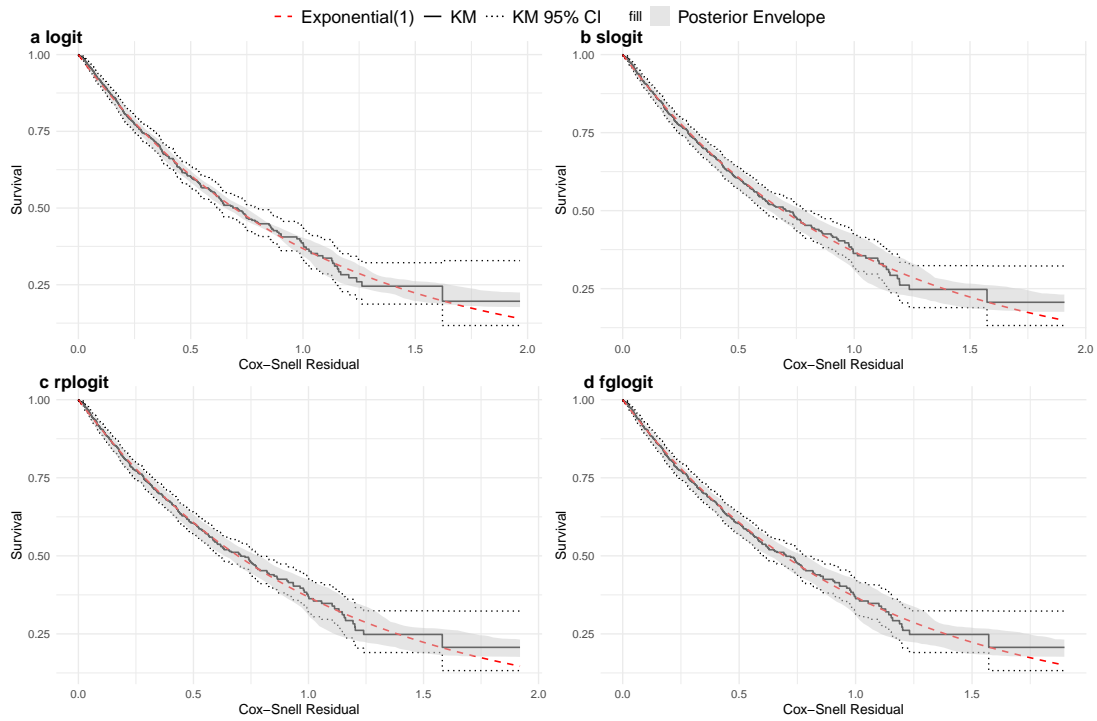 Exponential(1) KM KM 95% CI fill Posterior Envelope
a logit
1.00
0.75
0.50
0.25
Survival
0.0 0.5 1.0 1.5 2.0
Cox−Snell Residual
b slogit
1.00
0.75
0.50
0.25
Survival
0.0 0.5 1.0 1.5 2.0
Cox−Snell Residual
c rplogit
1.00
0.75
0.50
0.25
Survival
0.0 0.5 1.0 1.5 2.0
Cox−Snell Residual
d fglogit
1.00
0.75
0.50
0.25
Survival
0.0 0.5 1.0 1.5
Cox−Snell Residual